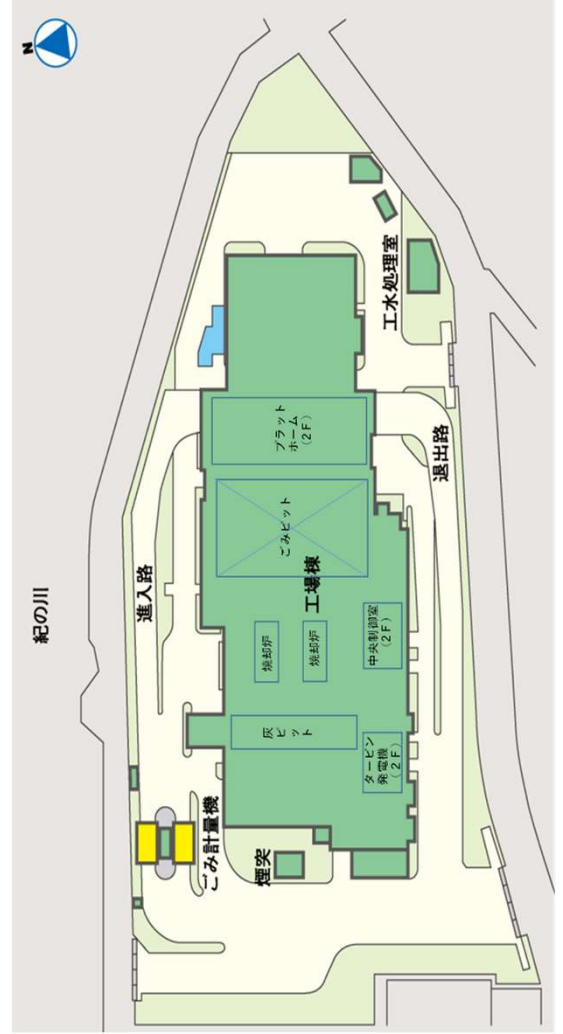 N
紀の川
進入路
工水処理室
プラット
ホーム
(2F)
退出路
ごみピット
工場棟
焼却炉
焼却炉
中央制御室
(2F)
灰ピット
タービン
発電機
(2F)
ごみ計量機
煙突